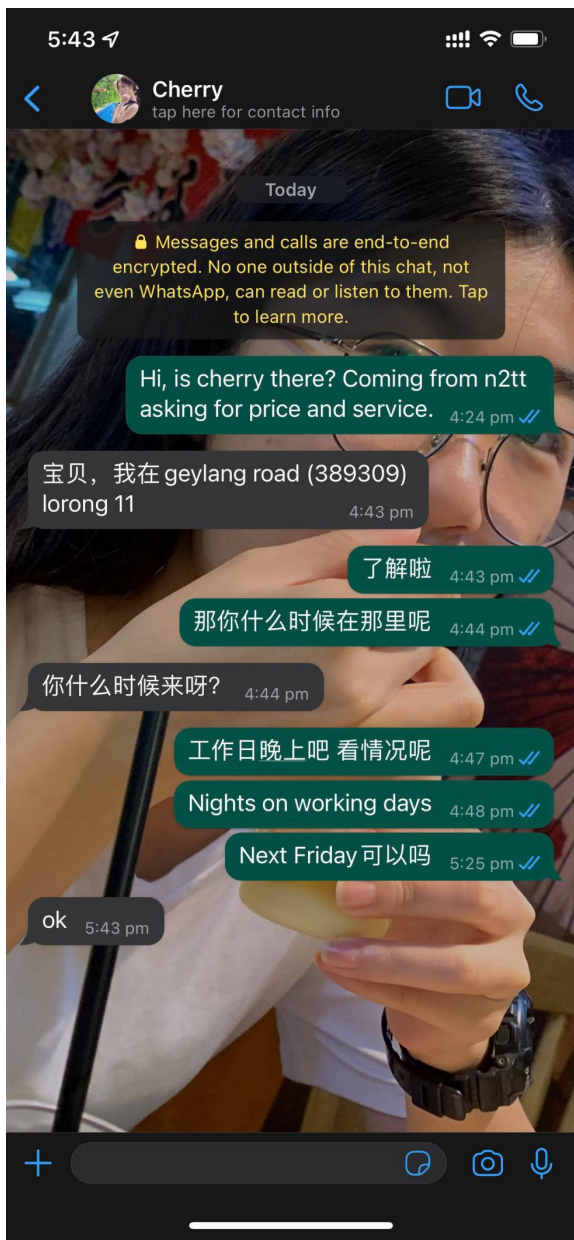 5:43
Cherry
tap here for contact info
Today
Messages and calls are end-to-end
encrypted. No one outside of this chat, not
even WhatsApp, can read or listen to them. Tap
to learn more.
Hi, is cherry there? Coming from n2tt
asking for price and service. 4:24 pm
宝贝，我在 geylang road (389309)
lorong 11 4:43 pm
了解啦 4:43 pm
那你什么时候在那里呢 4:44 pm
你什么时候来呀？ 4:44 pm
工作日晚上吧 看情况呢 4:47 pm
Nights on working days 4:48 pm
Next Friday可以吗 5:25 pm
ok 5:43 pm